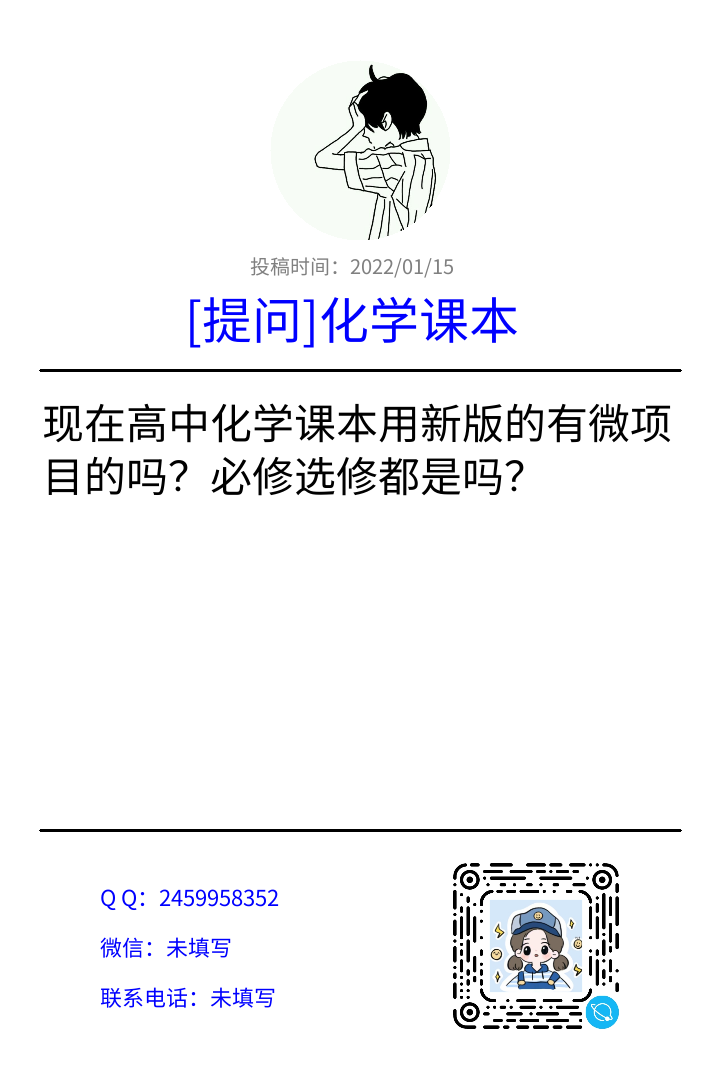 投稿时间：2022/01/15
[提问]化学课本
现在高中化学课本用新版的有微项
目的吗？必修选修都是吗？
Q Q：2459958352
微信：未填写
联系电话：未填写